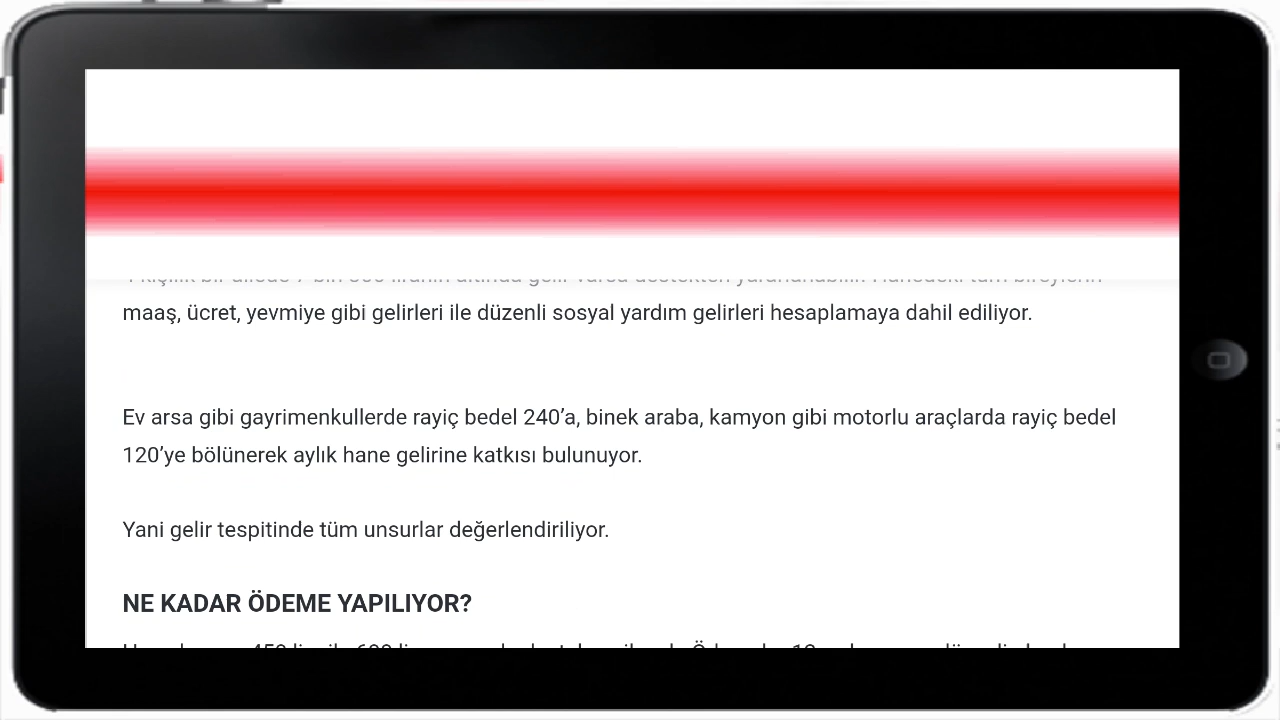 maaş, ücret, yevmiye gibi gelirleri ile düzenli sosyal yardım gelirleri hesaplamaya dahil ediliyor.
Ev arsa gibi gayrimenkullerde rayiç bedel 240’a, binek araba, kamyon gibi motorlu araçlarda rayiç bedel
120’ye bölünerek aylık hane gelirine katkısı bulunuyor.
Yani gelir tespitinde tüm unsurlar değerlendiriliyor.
NE KADAR ÖDEME YAPILIYOR?